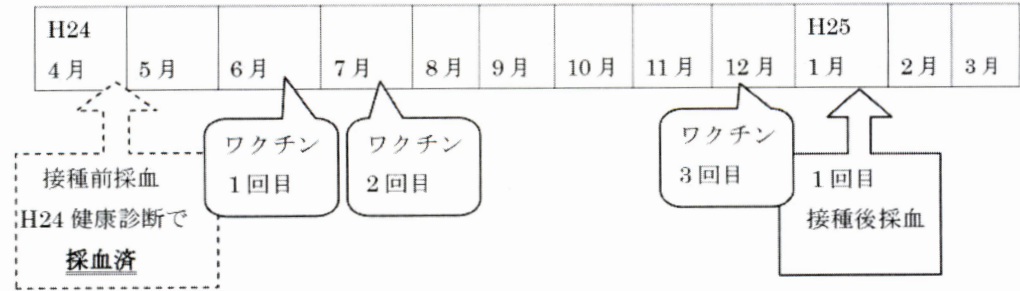 H24
H25
4月
5月
6月
7月
8月
9月
10月
11月
12月
1月
2月
3月
接種前採血
H24 健康診断で
採血済
ワクチン
1回目
ワクチン
2回目
ワクチン
3回目
1回目
接種後採血